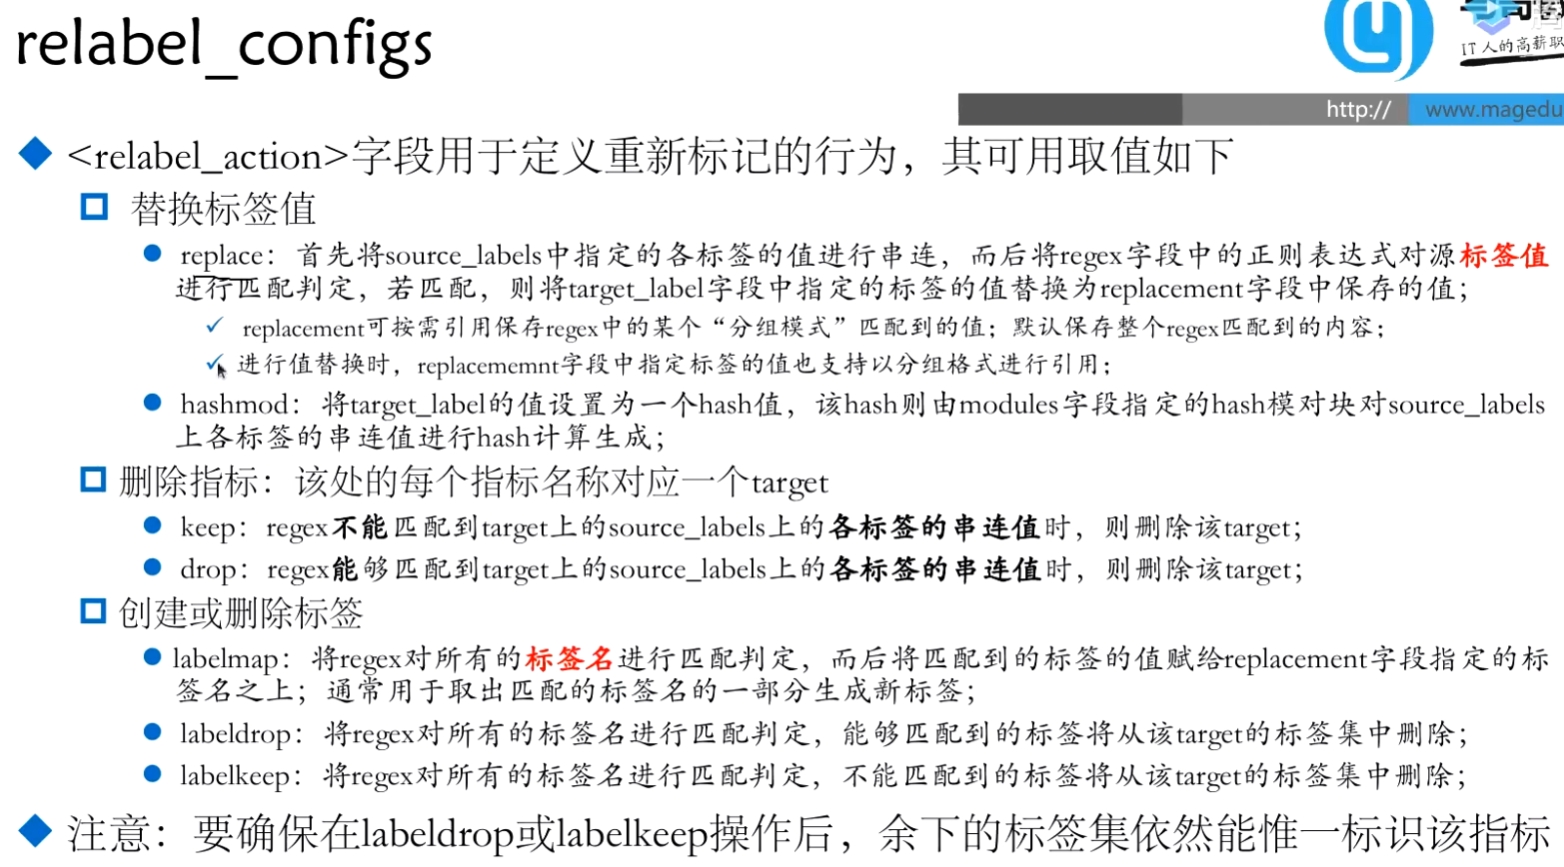 relabel_configs
IT人的高薪职
http:// www.magedu
<relabel_action>字段用于定义重新标记的行为，其可用取值如下
替换标签值
replace：首先将source_labels中指定的各标签的值进行串连，而后将regex字段中的正则表达式对源标签值
进行匹配判定，若匹配，则将target_label字段中指定的标签的值替换为replacement字段中保存的值；
replacement可按需引用保存regex中的某个“分组模式”匹配到的值；默认保存整个regex匹配到的内容；
进行值替换时，replacememnt字段中指定标签的值也支持以分组格式进行引用；
hashmod：将target_label的值设置为一个hash值，该hash则由modules字段指定的hash模对块对source_labels
上各标签的串连值进行hash计算生成；
删除指标：该处的每个指标名称对应一个target
keep：regex不能匹配到target上的source_labels上的各标签的串连值时，则删除该target；
drop：regex能够匹配到target上的source_labels上的各标签的串连值时，则删除该target；
创建或删除标签
labelmap：将regex对所有的标签名进行匹配判定，而后将匹配到的标签的值赋给replacement字段指定的标
签名之上；通常用于取出匹配的标签名的一部分生成新标签；
labeldrop：将regex对所有的标签名进行匹配判定，能够匹配到的标签将从该target的标签集中删除；
labelkeep：将regex对所有的标签名进行匹配判定，不能匹配到的标签将从该target的标签集中删除；
注意：要确保在labeldrop或labelkeep操作后，余下的标签集依然能惟一标识该指标